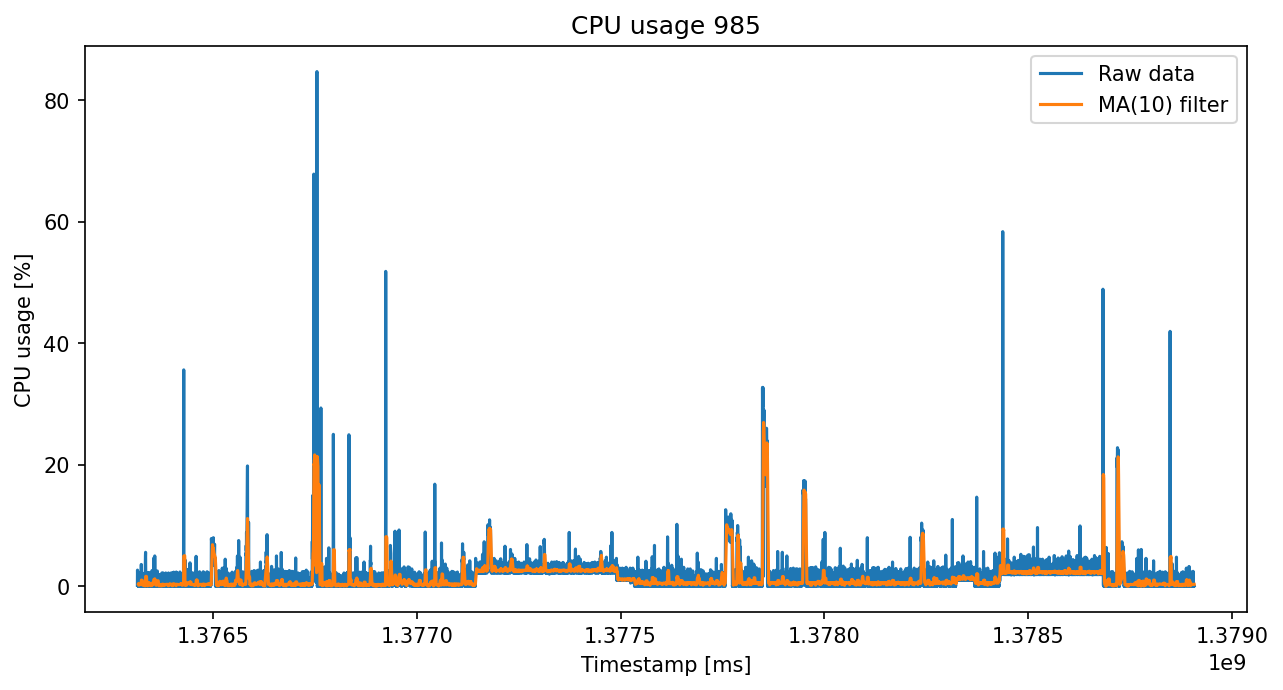 CPU usage 985
Raw data
MA(10) filter
CPU usage [%]
80
60
40
20
0
1.3765 1.3770 1.3775 1.3780 1.3785 1.3790
1e9
Timestamp [ms]